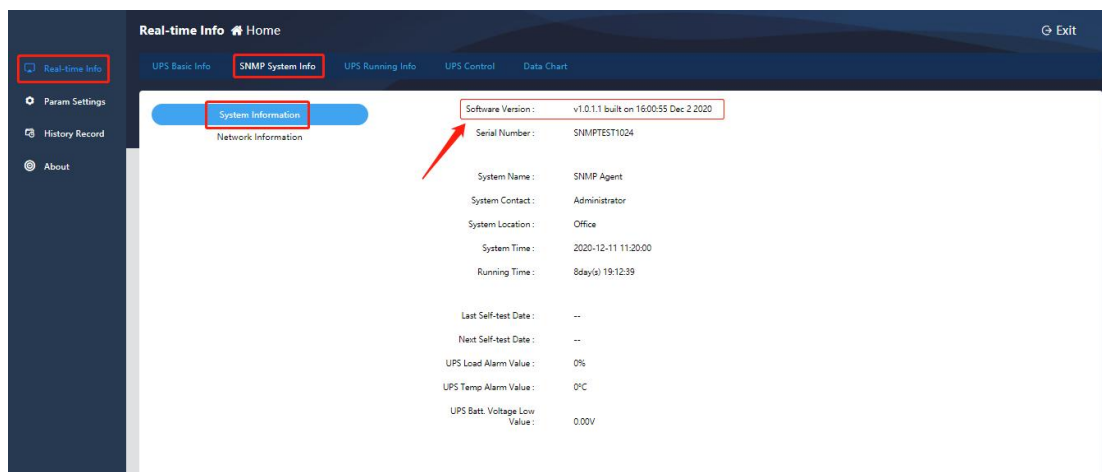 Real-time Info Home
Exit
Real-time Info
Param Settings
History Record
About
UPS Basic Info SNMP System Info UPS Running Info UPS Control Data Chart
System Information
Network Information
Software Version : v1.0.1.1 built on 16:00:55 Dec 2 2020
Serial Number : SNMPTEST1024
System Name : SNMP Agent
System Contact : Administrator
System Location : Office
System Time : 2020-12-11 11:20:00
Running Time : 8day(s) 19:12:39
Last Self-test Date : --
Next Self-test Date : --
UPS Load Alarm Value : 0%
UPS Temp Alarm Value : 0°C
UPS Batt. Voltage Low
Value : 0.00V